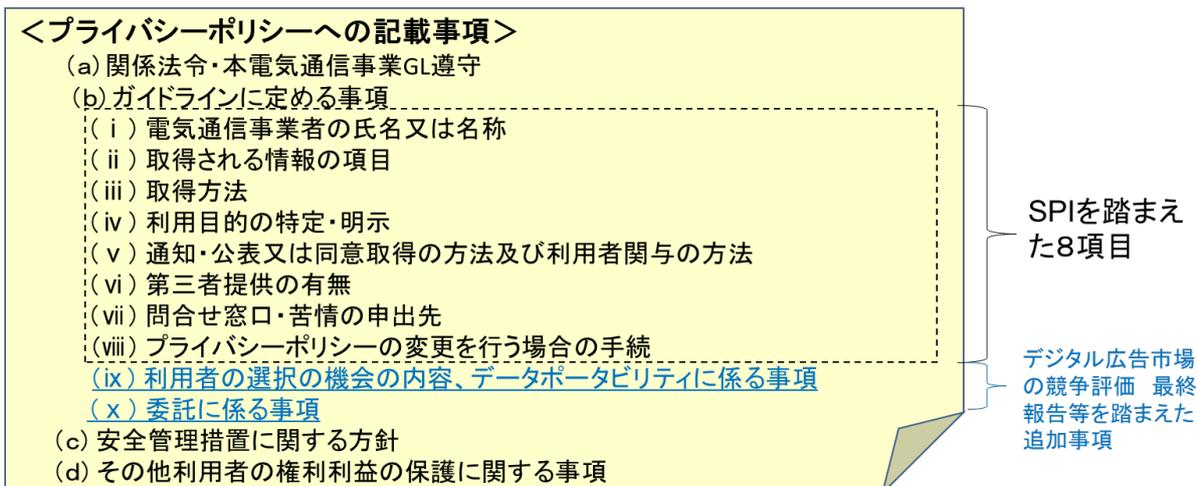 ＜プライバシーポリシーへの記載事項＞
（a）関係法令・本電気通信事業GL遵守
（b）ガイドラインに定める事項
（ⅰ）電気通信事業者の氏名又は名称
（ⅱ）取得される情報の項目
（ⅲ）取得方法
（ⅳ）利用目的の特定・明示
（ⅴ）通知・公表又は同意取得の方法及び利用者関与の方法
（ⅵ）第三者提供の有無
（ⅶ）問合せ窓口・苦情の申出先
（ⅷ）プライバシーポリシーの変更を行う場合の手続
（ⅸ）利用者の選択の機会の内容、データポータビリティに係る事項
（ⅹ）委託に係る事項
（c）安全管理措置に関する方針
（d）その他利用者の権利利益の保護に関する事項
SPIを踏まえ
た８項目
デジタル広告市場
の競争評価　最終
報告等を踏まえた
追加事項